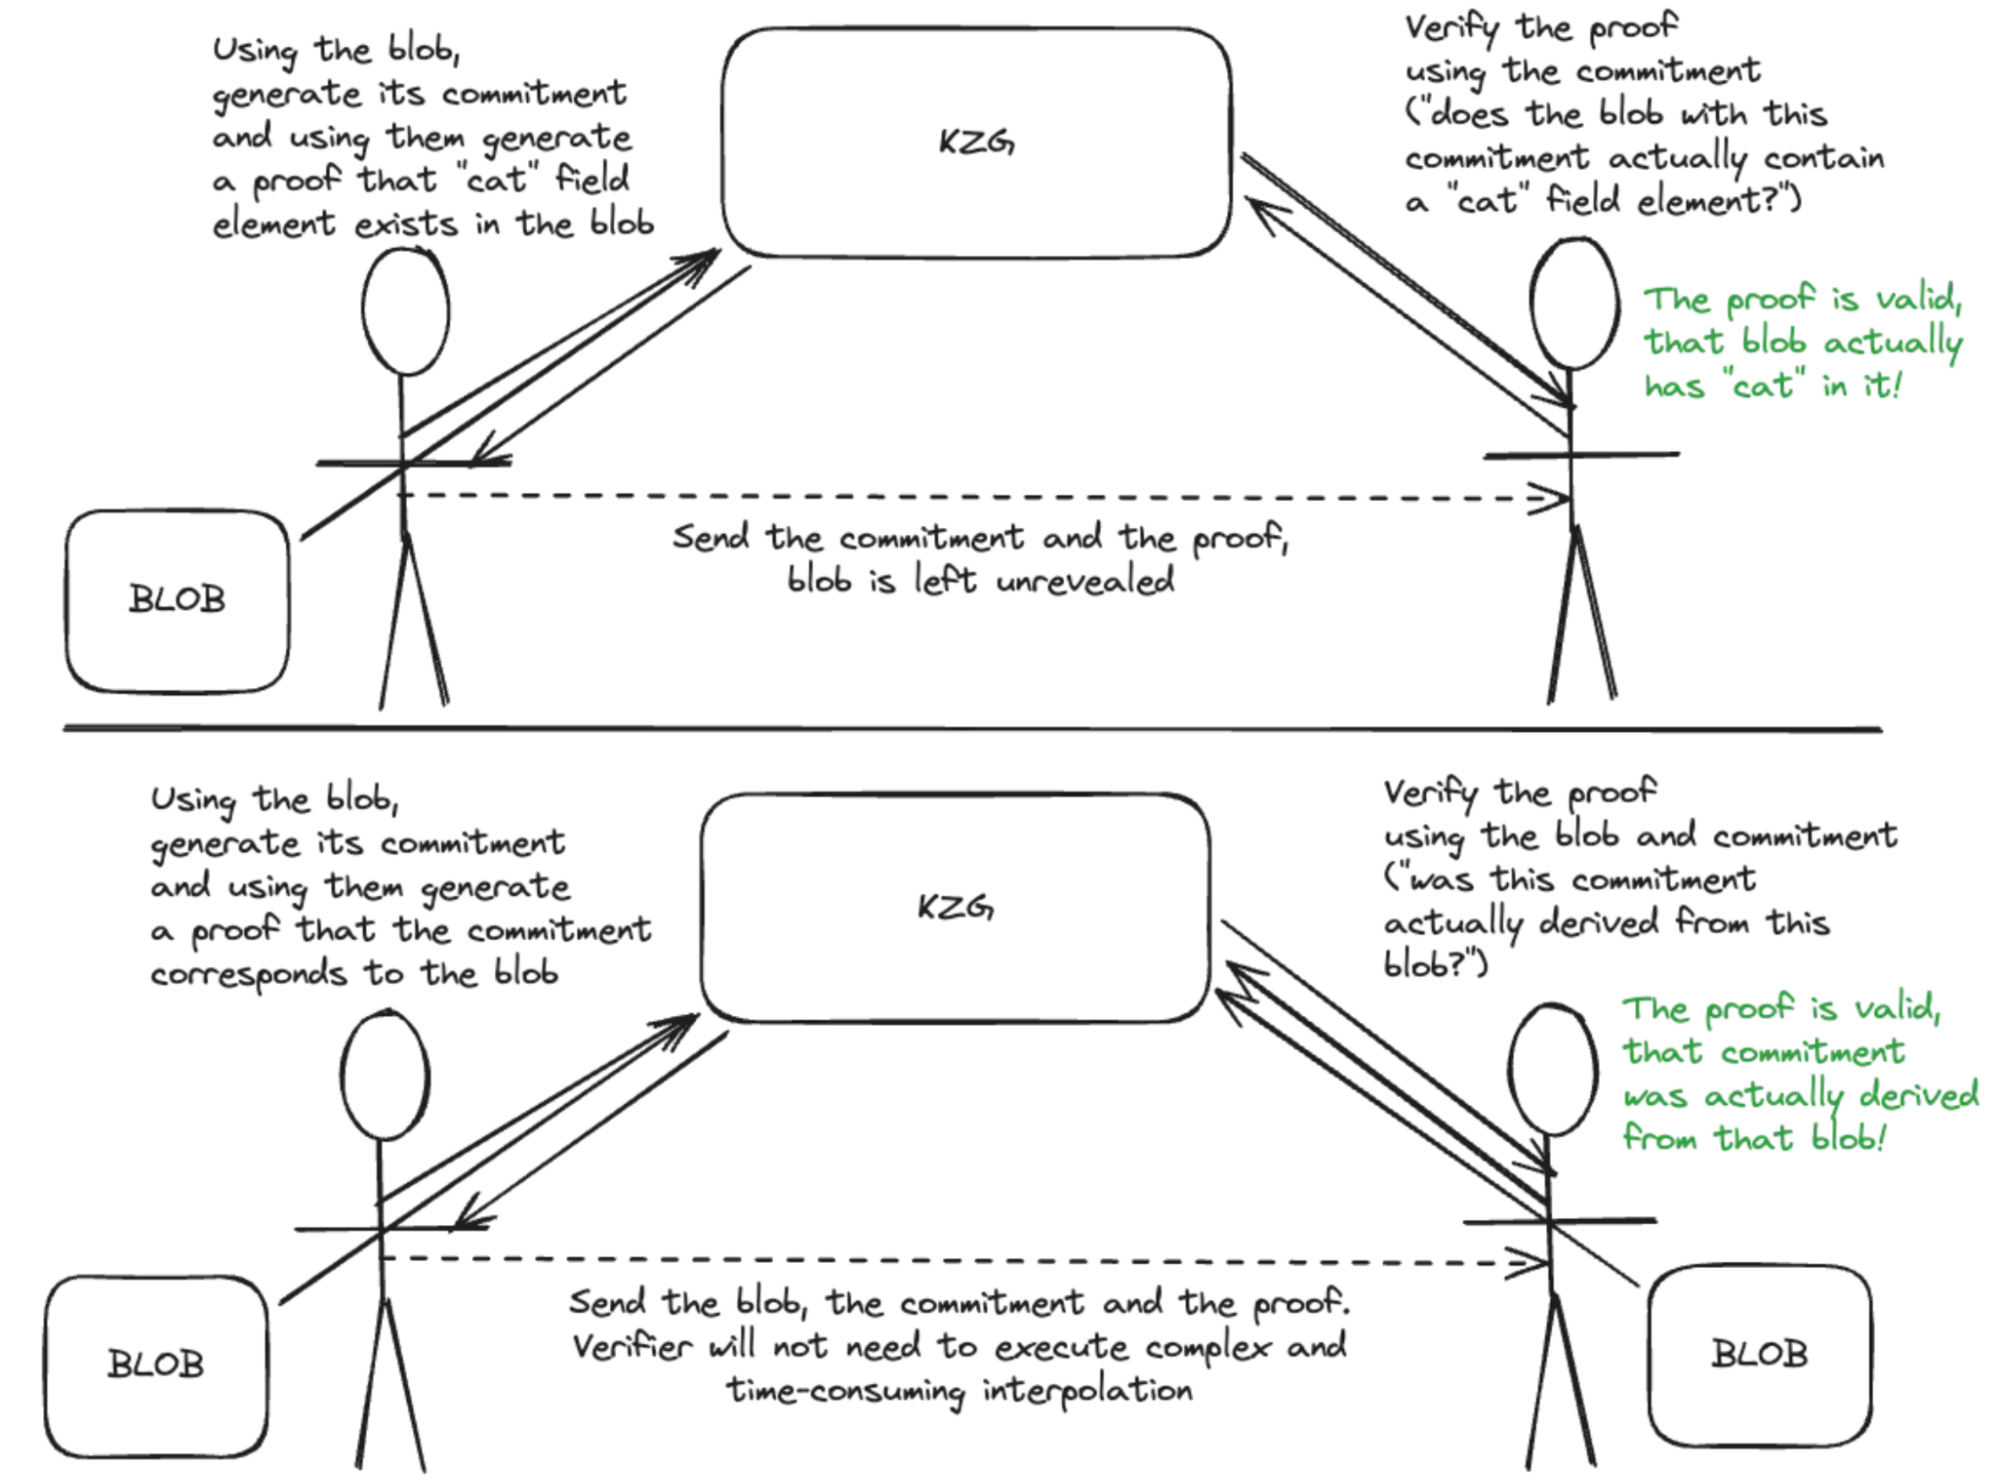 Using the blob,
generate its commitment
and using them generate
a proof that "cat" field
element exists in the blob
KZG
Verify the proof
using the commitment
("does the blob with this
commitment actually contain
a "cat" field element?")
The proof is valid,
that blob actually
has "cat" in it!
BLOB
Send the commitment and the proof,
blob is left unrevealed
Using the blob,
generate its commitment
and using them generate
a proof that the commitment
corresponds to the blob
KZG
Verify the proof
using the blob and commitment
("was this commitment
actually derived from this
blob?")
The proof is valid,
that commitment
was actually derived
from that blob!
BLOB
Send the blob, the commitment and the proof.
Verifier will not need to execute complex and
time-consuming interpolation
BLOB